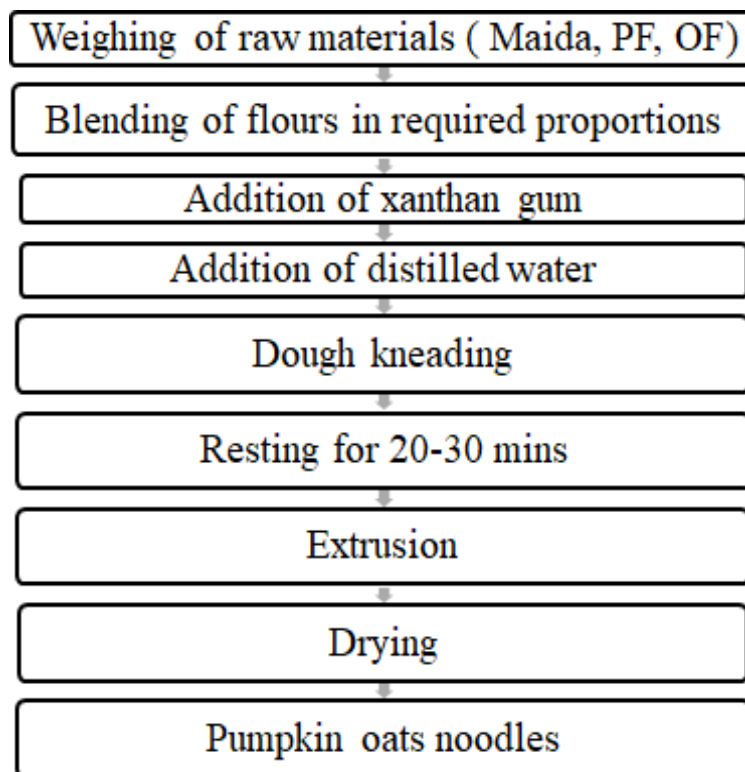 Weighing of raw materials ( Maida, PF, OF)
Blending of flours in required proportions
Addition of xanthan gum
Addition of distilled water
Dough kneading
Resting for 20-30 mins
Extrusion
Drying
Pumpkin oats noodles